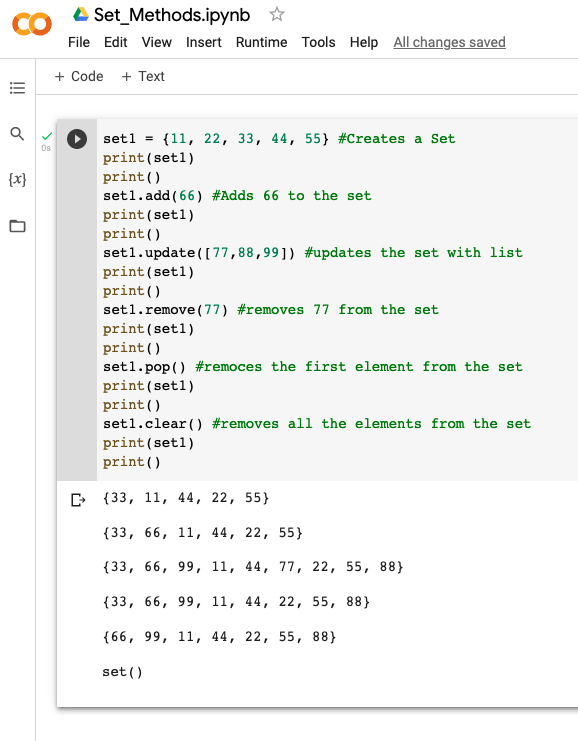 Set_Methods.ipynb
File Edit View Insert Runtime Tools Help All changes saved
+ Code + Text
{x}
0s
set1 = {11, 22, 33, 44, 55} #Creates a Set
print(set1)
print()
set1.add(66) #Adds 66 to the set
print(set1)
print()
set1.update([77,88,99]) #updates the set with list
print(set1)
print()
set1.remove(77) #removes 77 from the set
print(set1)
print()
set1.pop() #remoces the first element from the set
print(set1)
print()
set1.clear() #removes all the elements from the set
print(set1)
print()
{33, 11, 44, 22, 55}
{33, 66, 11, 44, 22, 55}
{33, 66, 99, 11, 44, 77, 22, 55, 88}
{33, 66, 99, 11, 44, 22, 55, 88}
{66, 99, 11, 44, 22, 55, 88}
set()